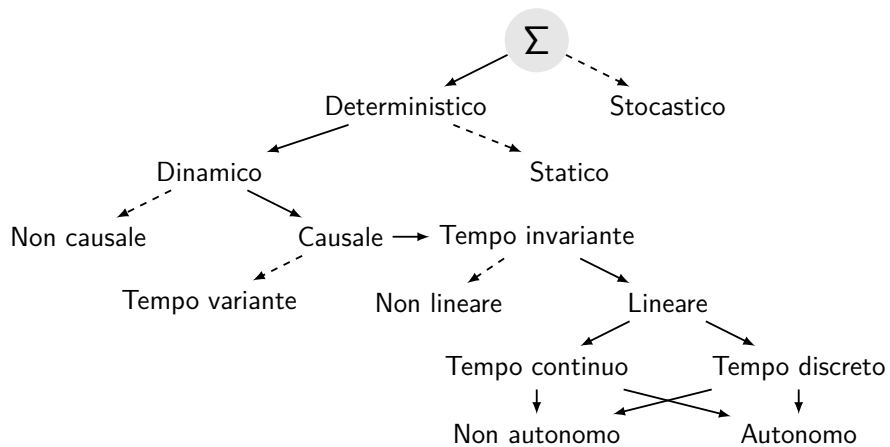 Σ
Deterministico Stocastico
Dinamico Statico
Non causale Causale Tempo invariante
Tempo variante Non lineare Lineare
Tempo continuo Tempo discreto
Non autonomo Autonomo